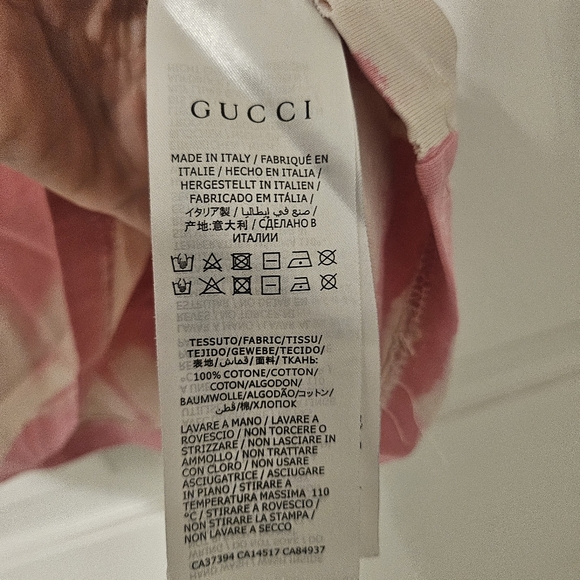 GUCCI
MADE IN ITALY / FABRIQUÉ EN
ITALIE / HECHO EN ITALIA /
HERGESTELLT IN ITALIEN /
FABRICADO EM ITÁLIA /
イタリア製 / صنع في إيطاليا /
产地:意大利 / СДЕЛАНО В
ИТАЛИИ
TESSUTO/FABRIC/TISSU/
TEJIDO/GEWEBE/TECIDO/
表地/قماش/面料/ТКАНЬ:
100% COTONE/COTTON/
COTON/ALGODON/
BAUMWOLLE/ALGODÃO/コットン/
قطن/棉/ХЛОПОК
LAVARE A MANO / LAVARE A
ROVESCIO / NON TORCERE O
STRIZZARE / NON LASCIARE IN
AMMOLLO / NON TRATTARE
CON CLORO / NON USARE
ASCIUGATRICE / ASCIUGARE
IN PIANO / STIRARE A
TEMPERATURA MASSIMA 110
°C / STIRARE A ROVESCIO /
NON STIRARE LA STAMPA /
NON LAVARE A SECCO
CA37394 CA14517 CA84937